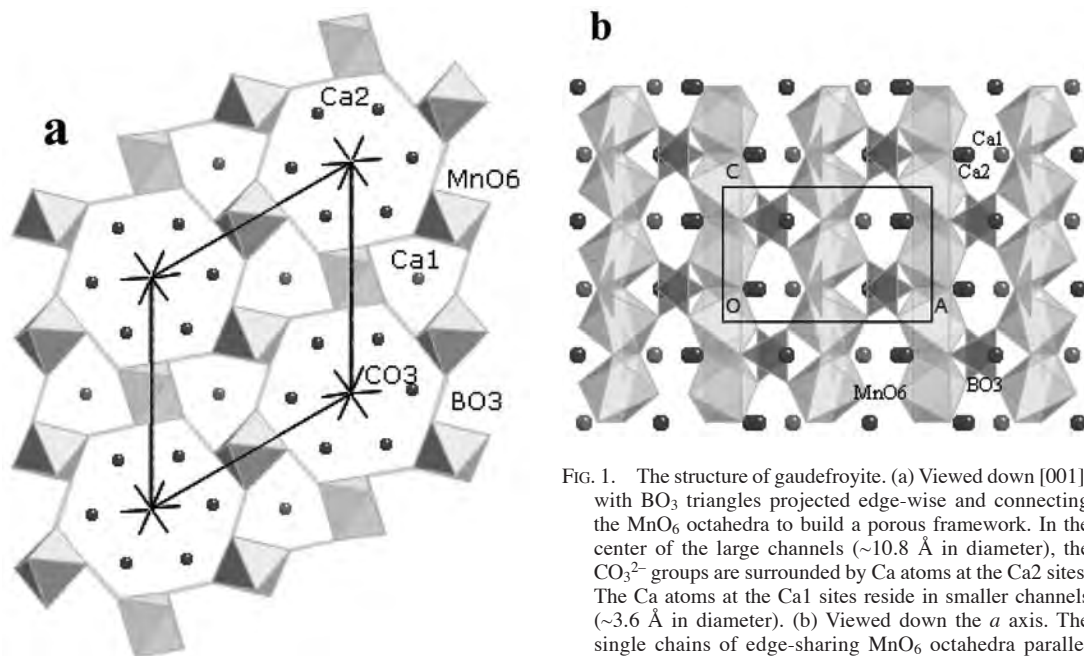 a
Ca2
MnO6
Ca1
CO3
BO3
b
Ca1
C
Ca2
O
A
MnO6
BO3
FIG. 1. The structure of gaudefroyite. (a) Viewed down [001]
with BO₃ triangles projected edge-wise and connecting
the MnO₆ octahedra to build a porous framework. In the
center of the large channels (~10.8 Å in diameter), the
CO₃²⁻ groups are surrounded by Ca atoms at the Ca2 sites
The Ca atoms at the Ca1 sites reside in smaller channels
(~3.6 Å in diameter). (b) Viewed down the a axis. The
single chains of edge-sharing MnO₆ octahedra paralle